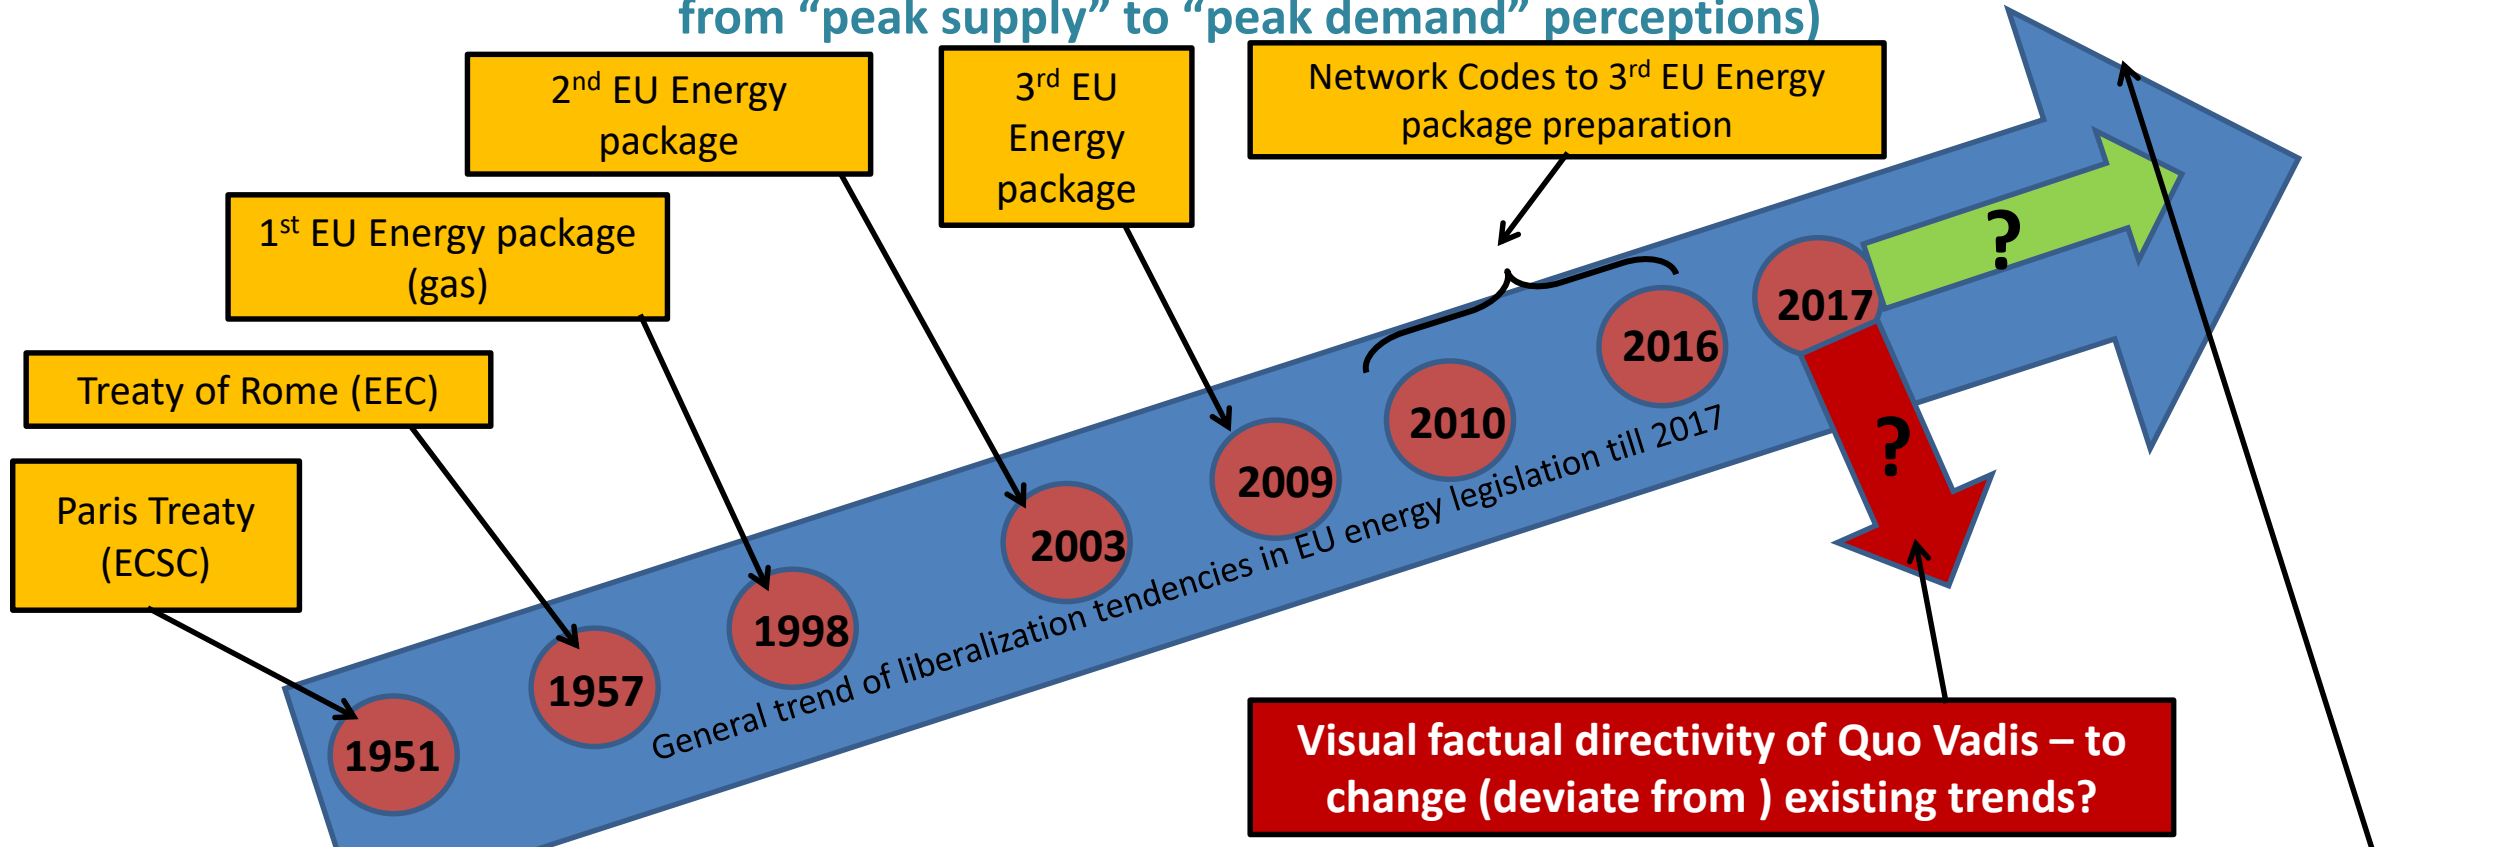 from “peak supply” to “peak demand” perceptions)
2nd EU Energy
package
3rd EU
Energy
package
Network Codes to 3rd EU Energy
package preparation
1st EU Energy package
(gas)
Treaty of Rome (EEC)
Paris Treaty
(ECSC)
?
2017
2016
?
2010
2009
2003
1998
1957
1951
General trend of liberalization tendencies in EU energy legislation till 2017
Visual factual directivity of Quo Vadis – to
change (deviate from ) existing trends?